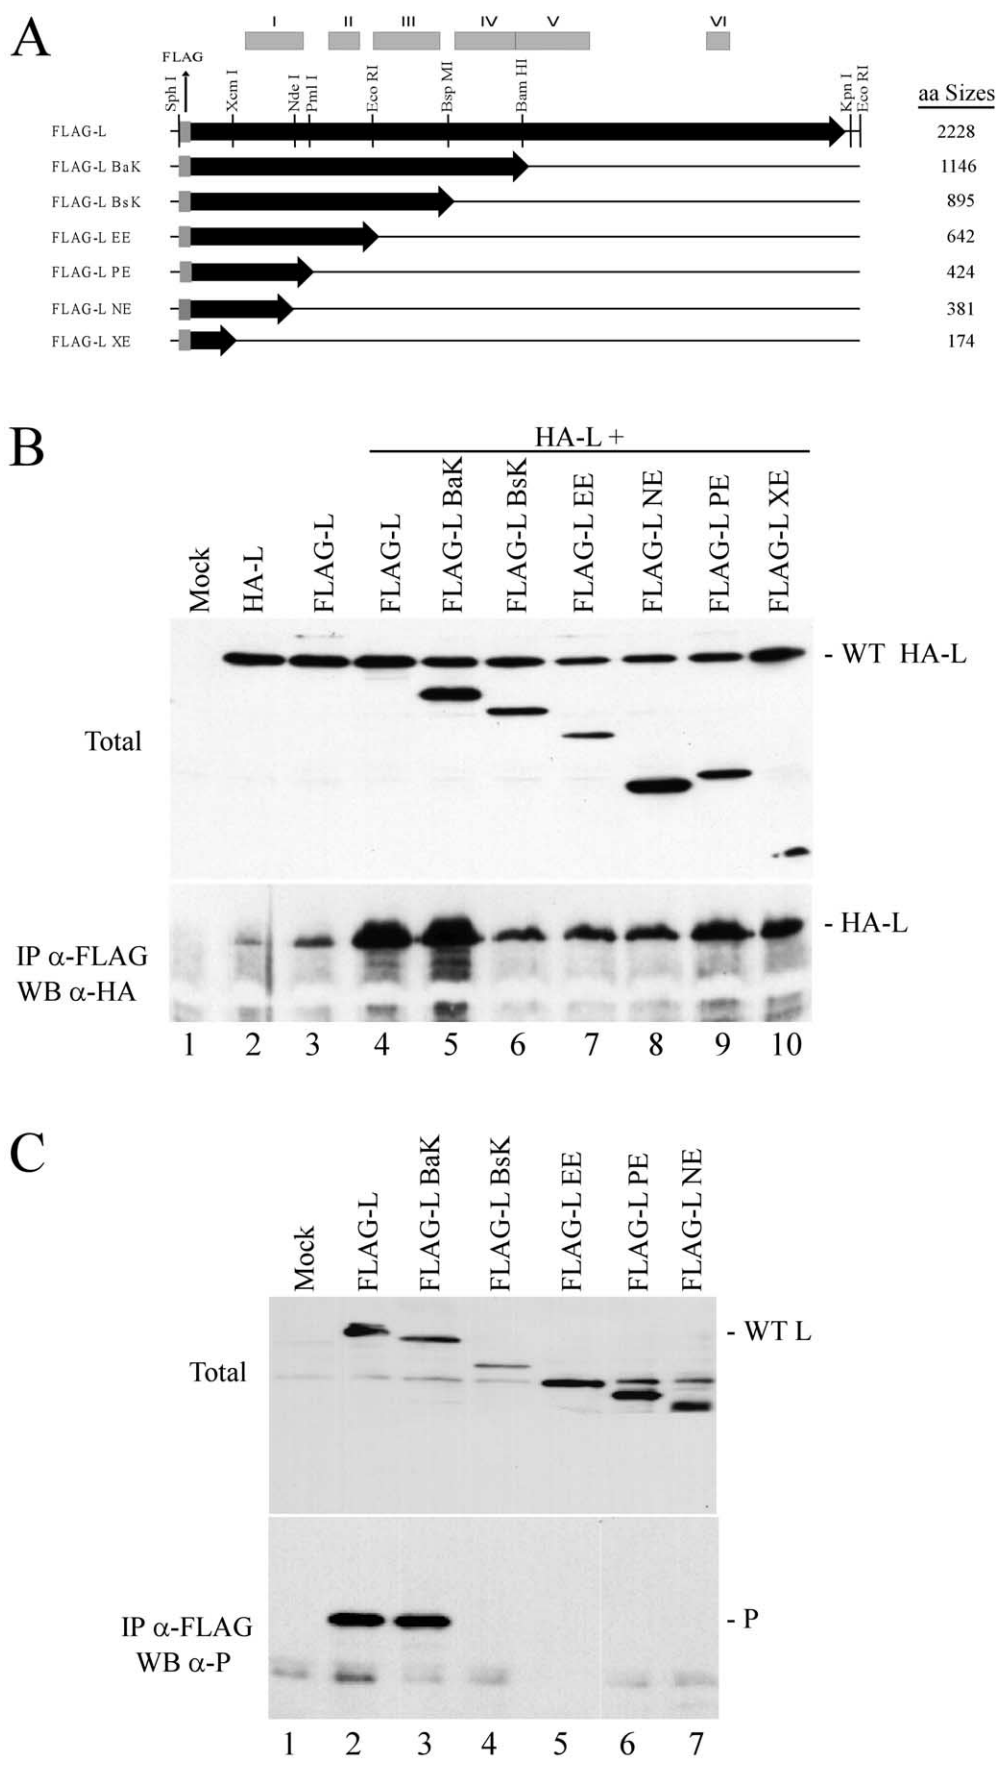 A
I II III IV V VI
FLAG
Sph I Xcm I Nde I Pml I Eco RI Bsp MI Bam HI Kpn I Eco RI
aa Sizes
FLAG-L 2228
FLAG-L BaK 1146
FLAG-L BsK 895
FLAG-L EE 642
FLAG-L PE 424
FLAG-L NE 381
FLAG-L XE 174
B
HA-L +
Mock HA-L FLAG-L FLAG-L FLAG-L BaK FLAG-L BsK FLAG-L EE FLAG-L NE FLAG-L PE FLAG-L XE
- WT HA-L
Total
- HA-L
IP α-FLAG
WB α-HA
1 2 3 4 5 6 7 8 9 10
C
Mock FLAG-L FLAG-L BaK FLAG-L BsK FLAG-L EE FLAG-L PE FLAG-L NE
- WT L
Total
- P
IP α-FLAG
WB α-P
1 2 3 4 5 6 7